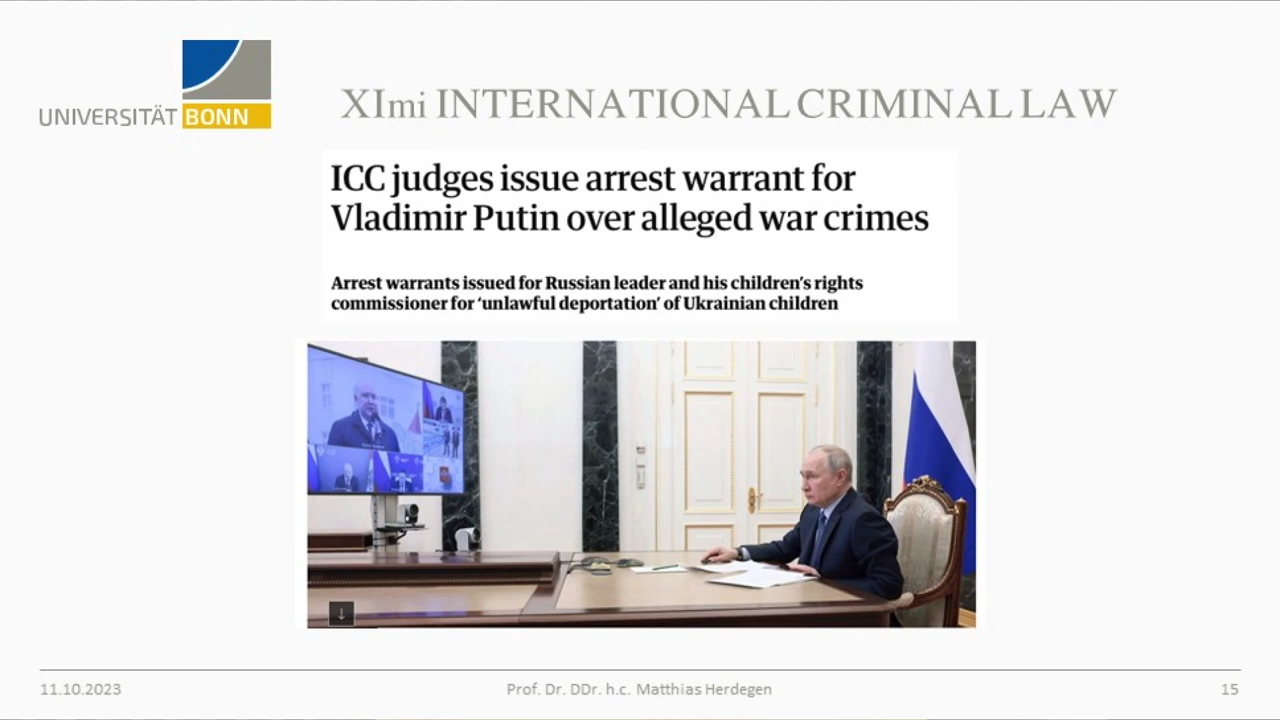 UNIVERSITÄT BONN
XImi INTERNATIONAL CRIMINAL LAW
ICC judges issue arrest warrant for
Vladimir Putin over alleged war crimes
Arrest warrants issued for Russian leader and his children's rights
commissioner for ‘unlawful deportation’ of Ukrainian children
11.10.2023
Prof. Dr. DDr. h.c. Matthias Herdegen
15